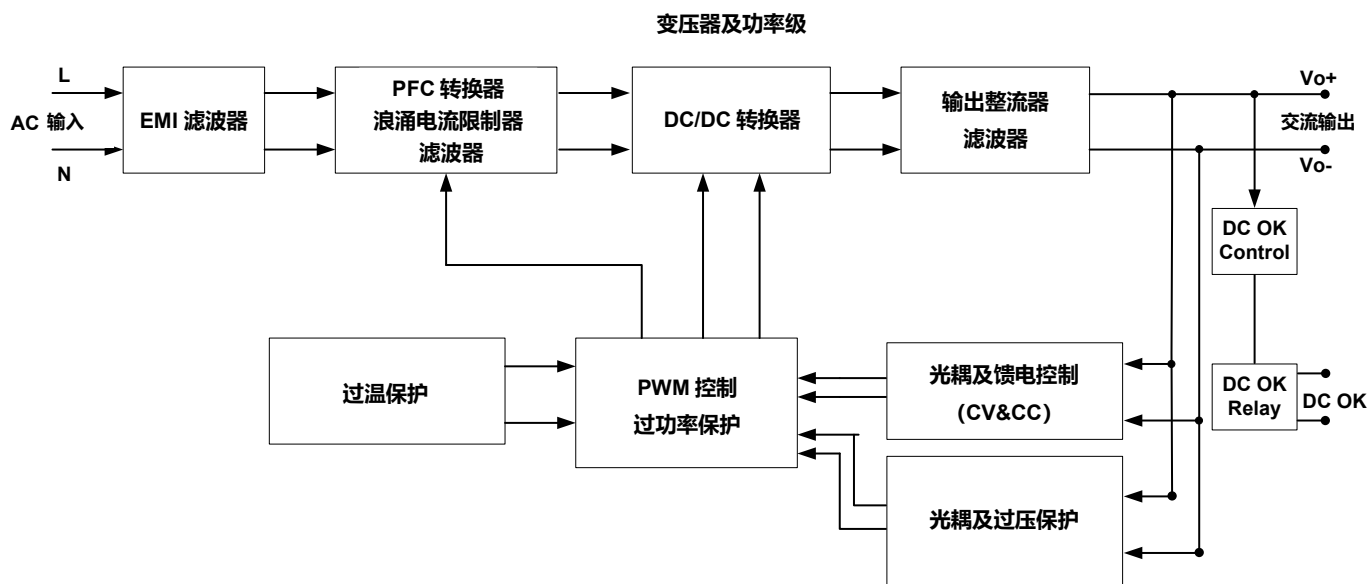 变压器及功率级
L
AC 输入
N
EMI 滤波器
PFC 转换器
浪涌电流限制器
滤波器
DC/DC 转换器
输出整流器
滤波器
Vo+
交流输出
Vo-
DC OK
Control
过温保护
PWM 控制
过功率保护
光耦及馈电控制
（CV&CC）
DC OK
Relay
DC OK
光耦及过压保护